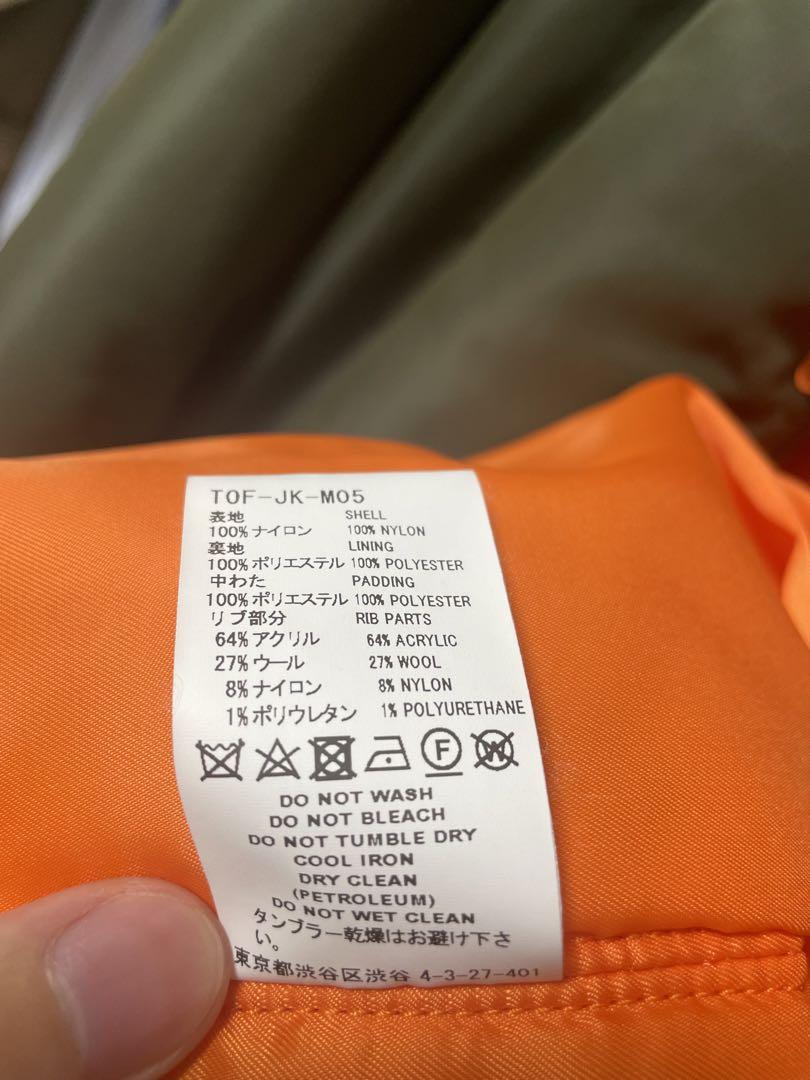 TOF-JK-M05
表地 SHELL
100%ナイロン 100% NYLON
裏地 LINING
100%ポリエステル 100% POLYESTER
中わた PADDING
100%ポリエステル 100% POLYESTER
リブ部分 RIB PARTS
64%アクリル 64% ACRYLIC
27%ウール 27% WOOL
8%ナイロン 8% NYLON
1%ポリウレタン 1% POLYURETHANE
F W
DO NOT WASH
DO NOT BLEACH
DO NOT TUMBLE DRY
COOL IRON
DRY CLEAN
(PETROLEUM)
DO NOT WET CLEAN
タンブラー乾燥はお避け下さ
い。
東京都渋谷区渋谷 4-3-27-401